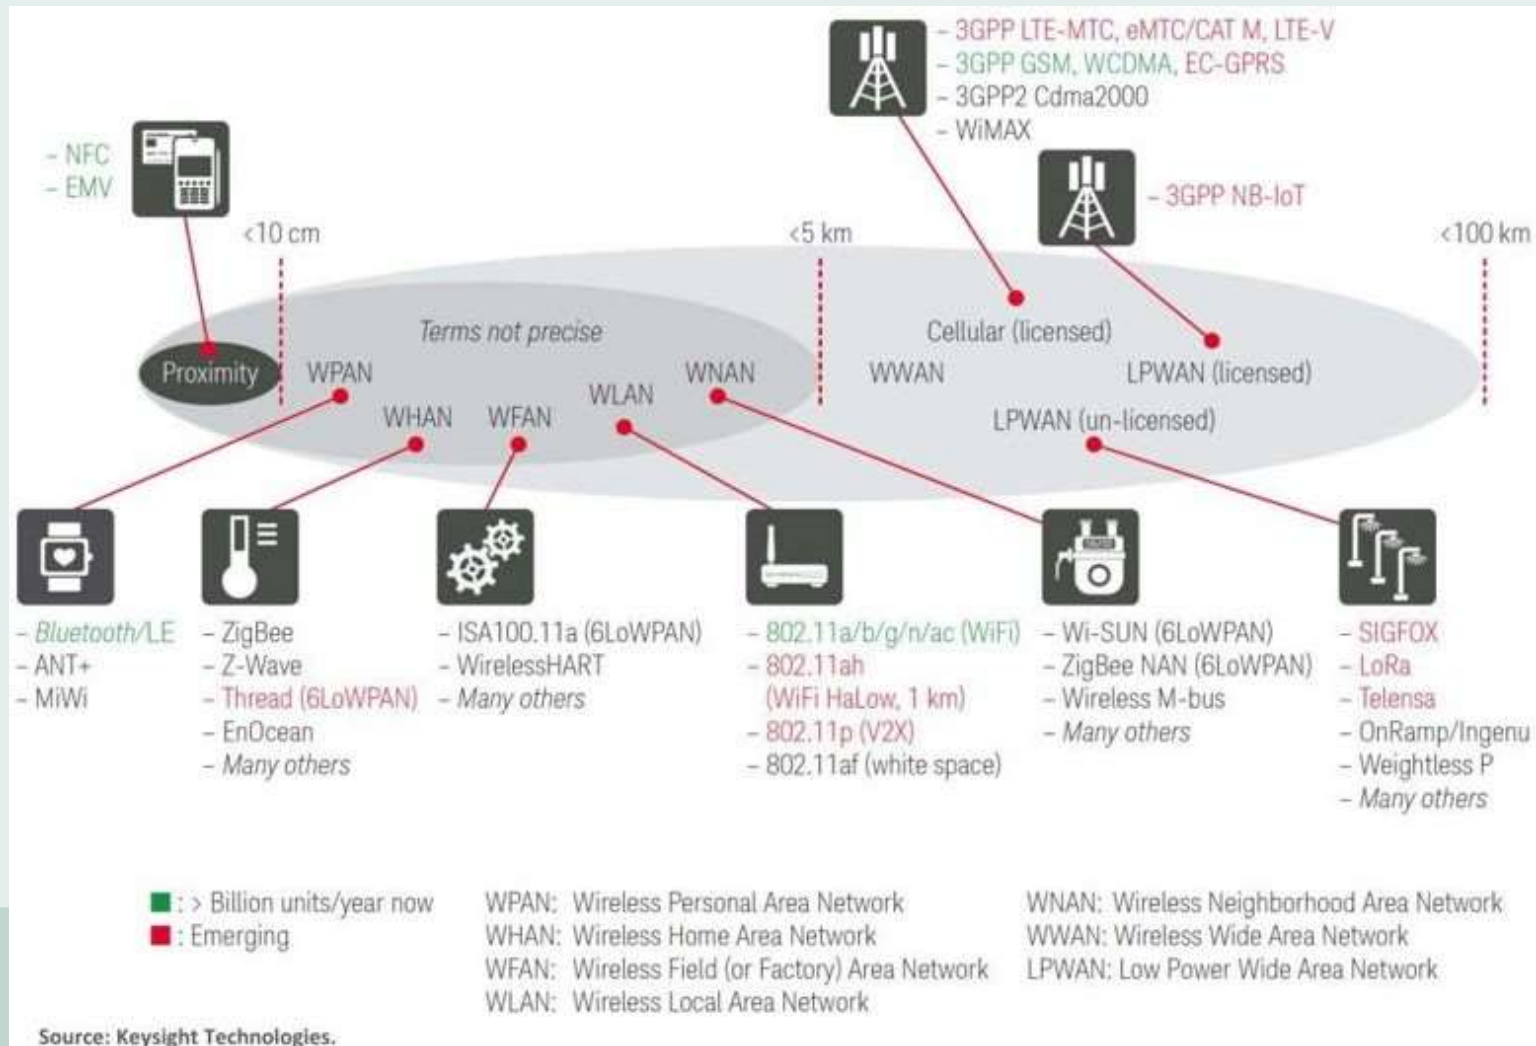 – 3GPP LTE-MTC, eMTC/CAT M, LTE-V
– 3GPP GSM, WCDMA, EC-GPRS
– 3GPP2 Cdma2000
– WiMAX
– NFC
– EMV
– 3GPP NB-IoT
<10 cm
<5 km
<100 km
Terms not precise
Cellular (licensed)
Proximity
WPAN
WNAN
WWAN
LPWAN (licensed)
WLAN
WHAN
WFAN
LPWAN (un-licensed)
– Bluetooth/LE
– ANT+
– MiWi
– ZigBee
– Z-Wave
– Thread (6LoWPAN)
– EnOcean
– Many others
– ISA100.11a (6LoWPAN)
– WirelessHART
– Many others
– 802.11a/b/g/n/ac (WiFi)
– 802.11ah
(WiFi HaLow, 1 km)
– 802.11p (V2X)
– 802.11af (white space)
– Wi-SUN (6LoWPAN)
– ZigBee NAN (6LoWPAN)
– Wireless M-bus
– Many others
– SIGFOX
– LoRa
– Telensa
– OnRamp/Ingenu
– Weightless P
– Many others
: > Billion units/year now
: Emerging
WPAN: Wireless Personal Area Network
WHAN: Wireless Home Area Network
WFAN: Wireless Field (or Factory) Area Network
WLAN: Wireless Local Area Network
WNAN: Wireless Neighborhood Area Network
WWAN: Wireless Wide Area Network
LPWAN: Low Power Wide Area Network
Source: Keysight Technologies.